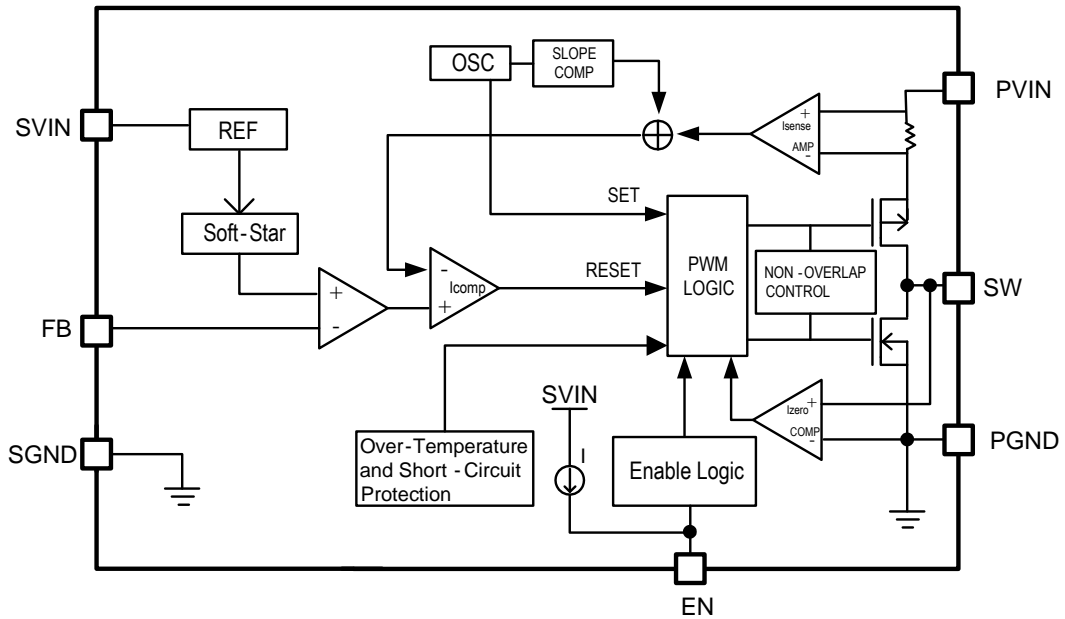 OSC
SLOPE
COMP
PVIN
SVIN
REF
+
Isense
AMP
-
SET
Soft-Star
PWM
LOGIC
NON-OVERLAP
CONTROL
RESET
-
Icomp
+
+
-
SW
FB
SVIN
Izero+
COMP-
PGND
SGND
Over-Temperature
and Short-Circuit
Protection
I
Enable Logic
EN